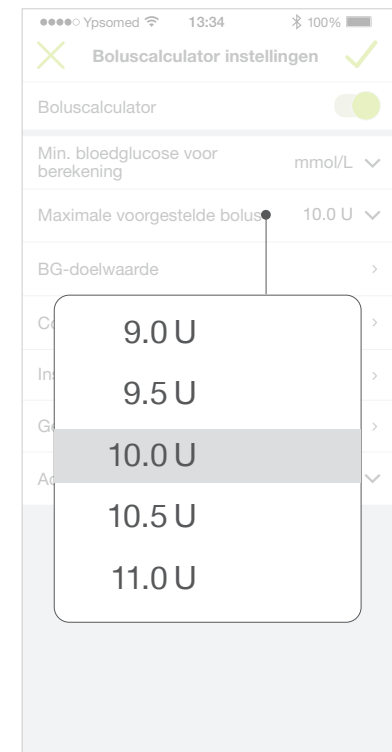 Ypsomed 13:34 100%
Boluscalculator instellingen
Boluscalculator
Min. bloedglucose voor
berekening
mmol/L
Maximale voorgestelde bolus
10.0 U
BG-doelwaarde
9.0 U
9.5 U
10.0 U
10.5 U
11.0 U